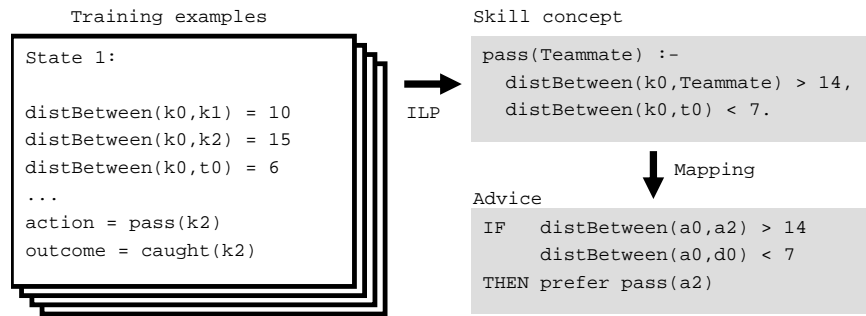 Training examples
State 1:
distBetween(k0,k1) = 10
distBetween(k0,k2) = 15
distBetween(k0,t0) = 6
...
action = pass(k2)
outcome = caught(k2)
ILP
Skill concept
pass(Teammate) :-
distBetween(k0,Teammate) > 14,
distBetween(k0,t0) < 7.
Mapping
Advice
IF distBetween(a0,a2) > 14
distBetween(a0,d0) < 7
THEN prefer pass(a2)